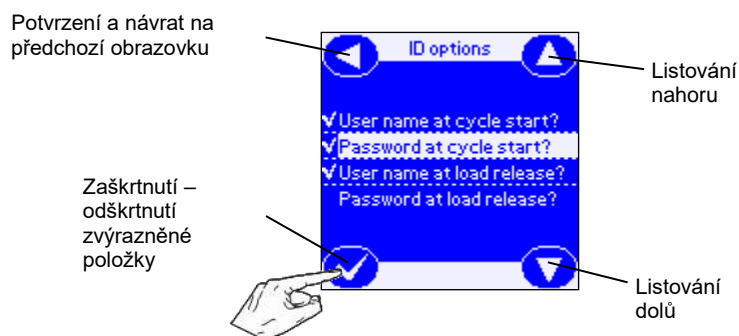 Potvrzení a návrat na
předchozí obrazovku
ID options
Listování
nahoru
User name at cycle start?
Password at cycle start?
User name at load release?
Password at load release?
Zaškrtnutí –
odškrtnutí
zvýrazněné
položky
Listování
dolů